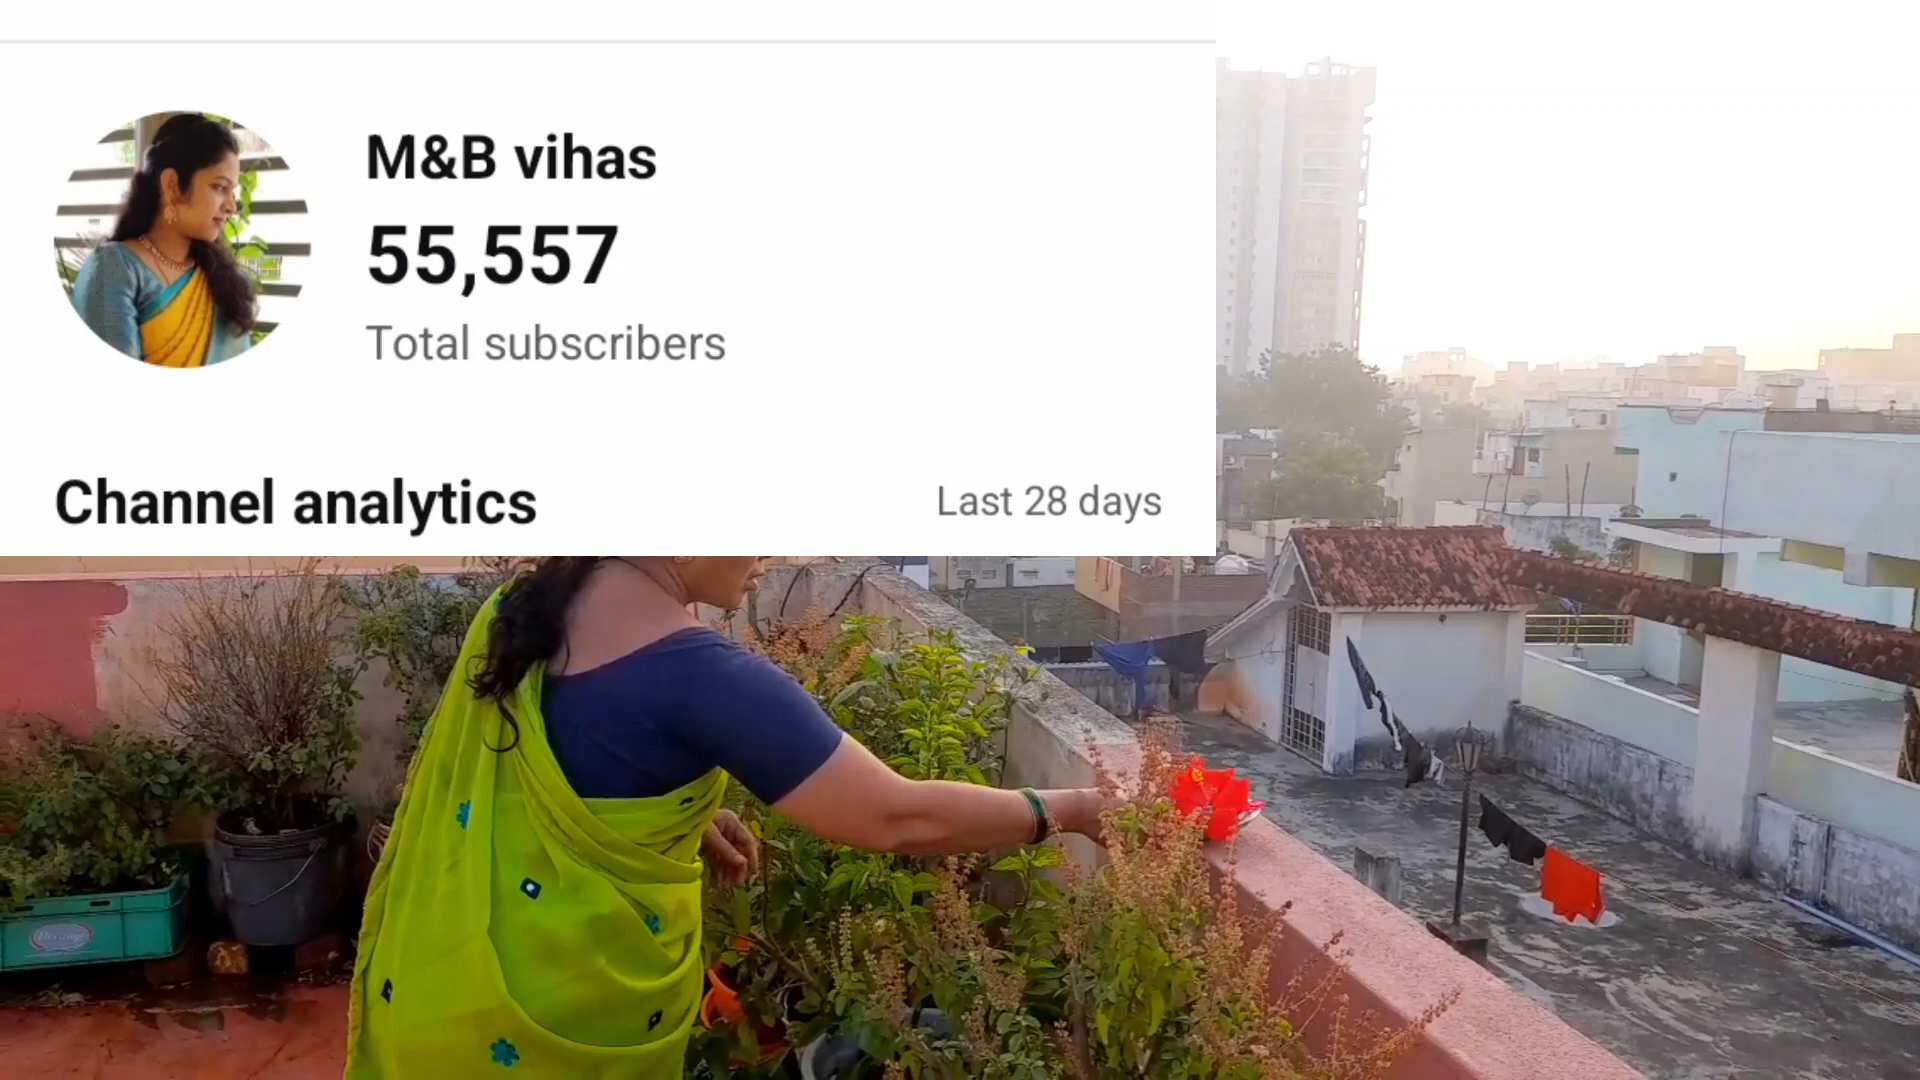 M&B vihas
55,557
Total subscribers
Channel analytics
Last 28 days